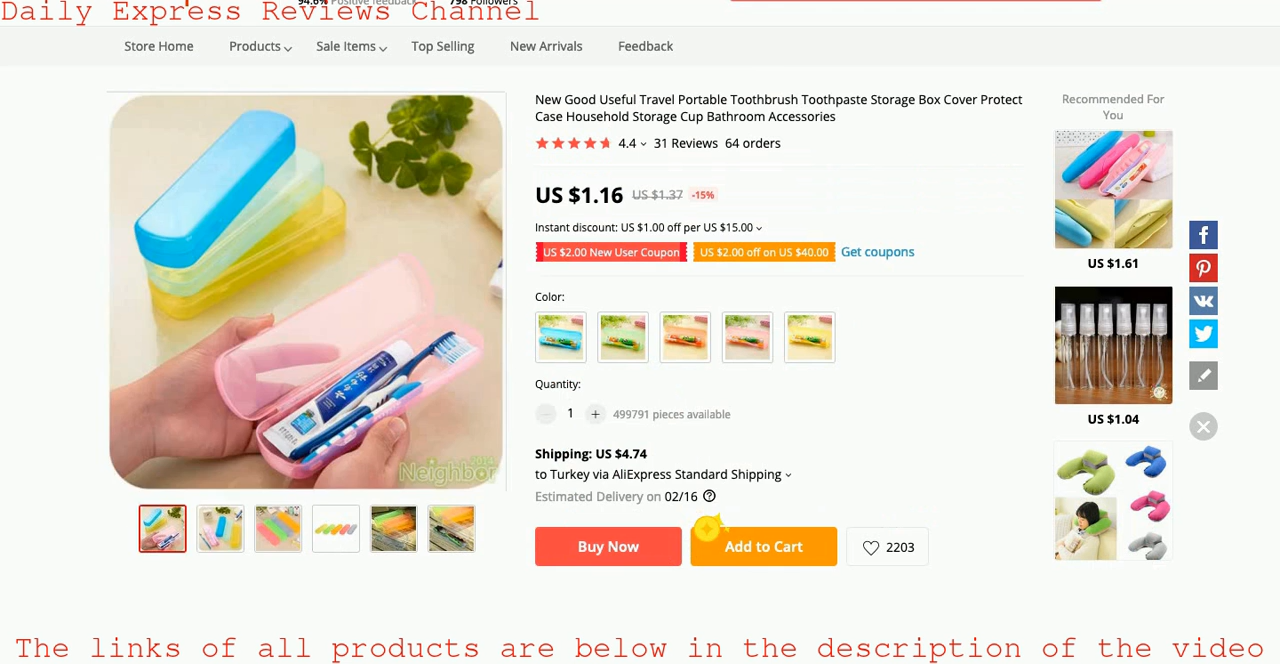 Daily Express Reviews Channel
94.6% Positive feedback 798 Followers
Store Home Products Sale Items Top Selling New Arrivals Feedback
New Good Useful Travel Portable Toothbrush Toothpaste Storage Box Cover Protect
Case Household Storage Cup Bathroom Accessories
4.4 31 Reviews 64 orders
US $1.16 US $1.37 -15%
Instant discount: US $1.00 off per US $15.00
US $2.00 New User Coupon US $2.00 off on US $40.00 Get coupons
Color:
Quantity:
1 + 499791 pieces available
Shipping: US $4.74
to Turkey via AliExpress Standard Shipping
Estimated Delivery on 02/16
Buy Now Add to Cart 2203
Neighbor
Recommended For
You
US $1.61
US $1.04
The links of all products are below in the description of the video